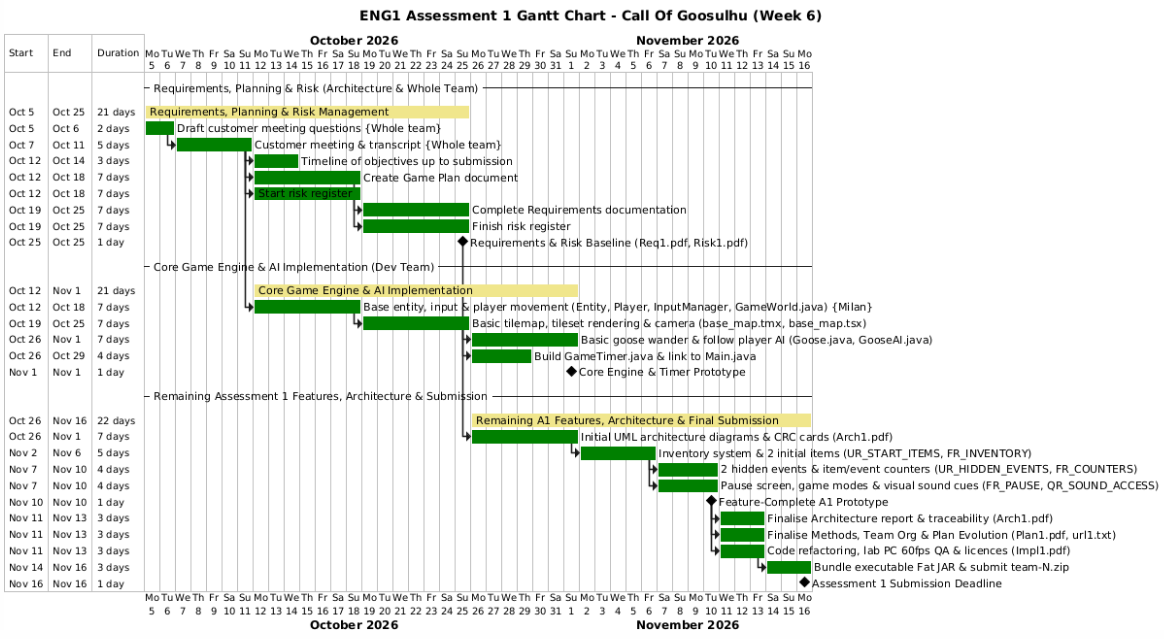 ENG1 Assessment 1 Gantt Chart - Call Of Goosulhu (Week 6)
October 2026 November 2026
Start End Duration Mo Tu We Th Fr Sa Su Mo Tu We Th Fr Sa Su Mo Tu We Th Fr Sa Su Mo Tu We Th Fr Sa Su Mo Tu We Th Fr Sa Su Mo Tu We Th Fr Sa Su Mo
5 6 7 8 9 10 11 12 13 14 15 16 17 18 19 20 21 22 23 24 25 26 27 28 29 30 31 1 2 3 4 5 6 7 8 9 10 11 12 13 14 15 16
Requirements, Planning & Risk (Architecture & Whole Team)
Oct 5 Oct 25 21 days Requirements, Planning & Risk Management
Oct 5 Oct 6 2 days Draft customer meeting questions {Whole team}
Oct 7 Oct 11 5 days Customer meeting & transcript {Whole team}
Oct 12 Oct 14 3 days Timeline of objectives up to submission
Oct 12 Oct 18 7 days Create Game Plan document
Oct 12 Oct 18 7 days Start risk register
Oct 19 Oct 25 7 days Complete Requirements documentation
Oct 19 Oct 25 7 days Finish risk register
Oct 25 Oct 25 1 day Requirements & Risk Baseline (Req1.pdf, Risk1.pdf)
Core Game Engine & AI Implementation (Dev Team)
Oct 12 Nov 1 21 days Core Game Engine & AI Implementation
Oct 12 Oct 18 7 days Base entity, input & player movement (Entity, Player, InputManager, GameWorld.java) {Milan}
Oct 19 Oct 25 7 days Basic tilemap, tileset rendering & camera (base_map.tmx, base_map.tsx)
Oct 26 Nov 1 7 days Basic goose wander & follow player AI (Goose.java, GooseAI.java)
Oct 26 Oct 29 4 days Build GameTimer.java & link to Main.java
Nov 1 Nov 1 1 day Core Engine & Timer Prototype
Remaining Assessment 1 Features, Architecture & Submission
Oct 26 Nov 16 22 days Remaining A1 Features, Architecture & Final Submission
Oct 26 Nov 1 7 days Initial UML architecture diagrams & CRC cards (Arch1.pdf)
Nov 2 Nov 6 5 days Inventory system & 2 initial items (UR_START_ITEMS, FR_INVENTORY)
Nov 7 Nov 10 4 days 2 hidden events & item/event counters (UR_HIDDEN_EVENTS, FR_COUNTERS)
Nov 7 Nov 10 4 days Pause screen, game modes & visual sound cues (FR_PAUSE, QR_SOUND_ACCESS)
Nov 10 Nov 10 1 day Feature-Complete A1 Prototype
Nov 11 Nov 13 3 days Finalise Architecture report & traceability (Arch1.pdf)
Nov 11 Nov 13 3 days Finalise Methods, Team Org & Plan Evolution (Plan1.pdf, url1.txt)
Nov 11 Nov 13 3 days Code refactoring, lab PC 60fps QA & licences (Impl1.pdf)
Nov 14 Nov 16 3 days Bundle executable Fat JAR & submit team-N.zip
Nov 16 Nov 16 1 day Assessment 1 Submission Deadline
Mo Tu We Th Fr Sa Su Mo Tu We Th Fr Sa Su Mo Tu We Th Fr Sa Su Mo Tu We Th Fr Sa Su Mo Tu We Th Fr Sa Su Mo Tu We Th Fr Sa Su Mo
5 6 7 8 9 10 11 12 13 14 15 16 17 18 19 20 21 22 23 24 25 26 27 28 29 30 31 1 2 3 4 5 6 7 8 9 10 11 12 13 14 15 16
October 2026 November 2026